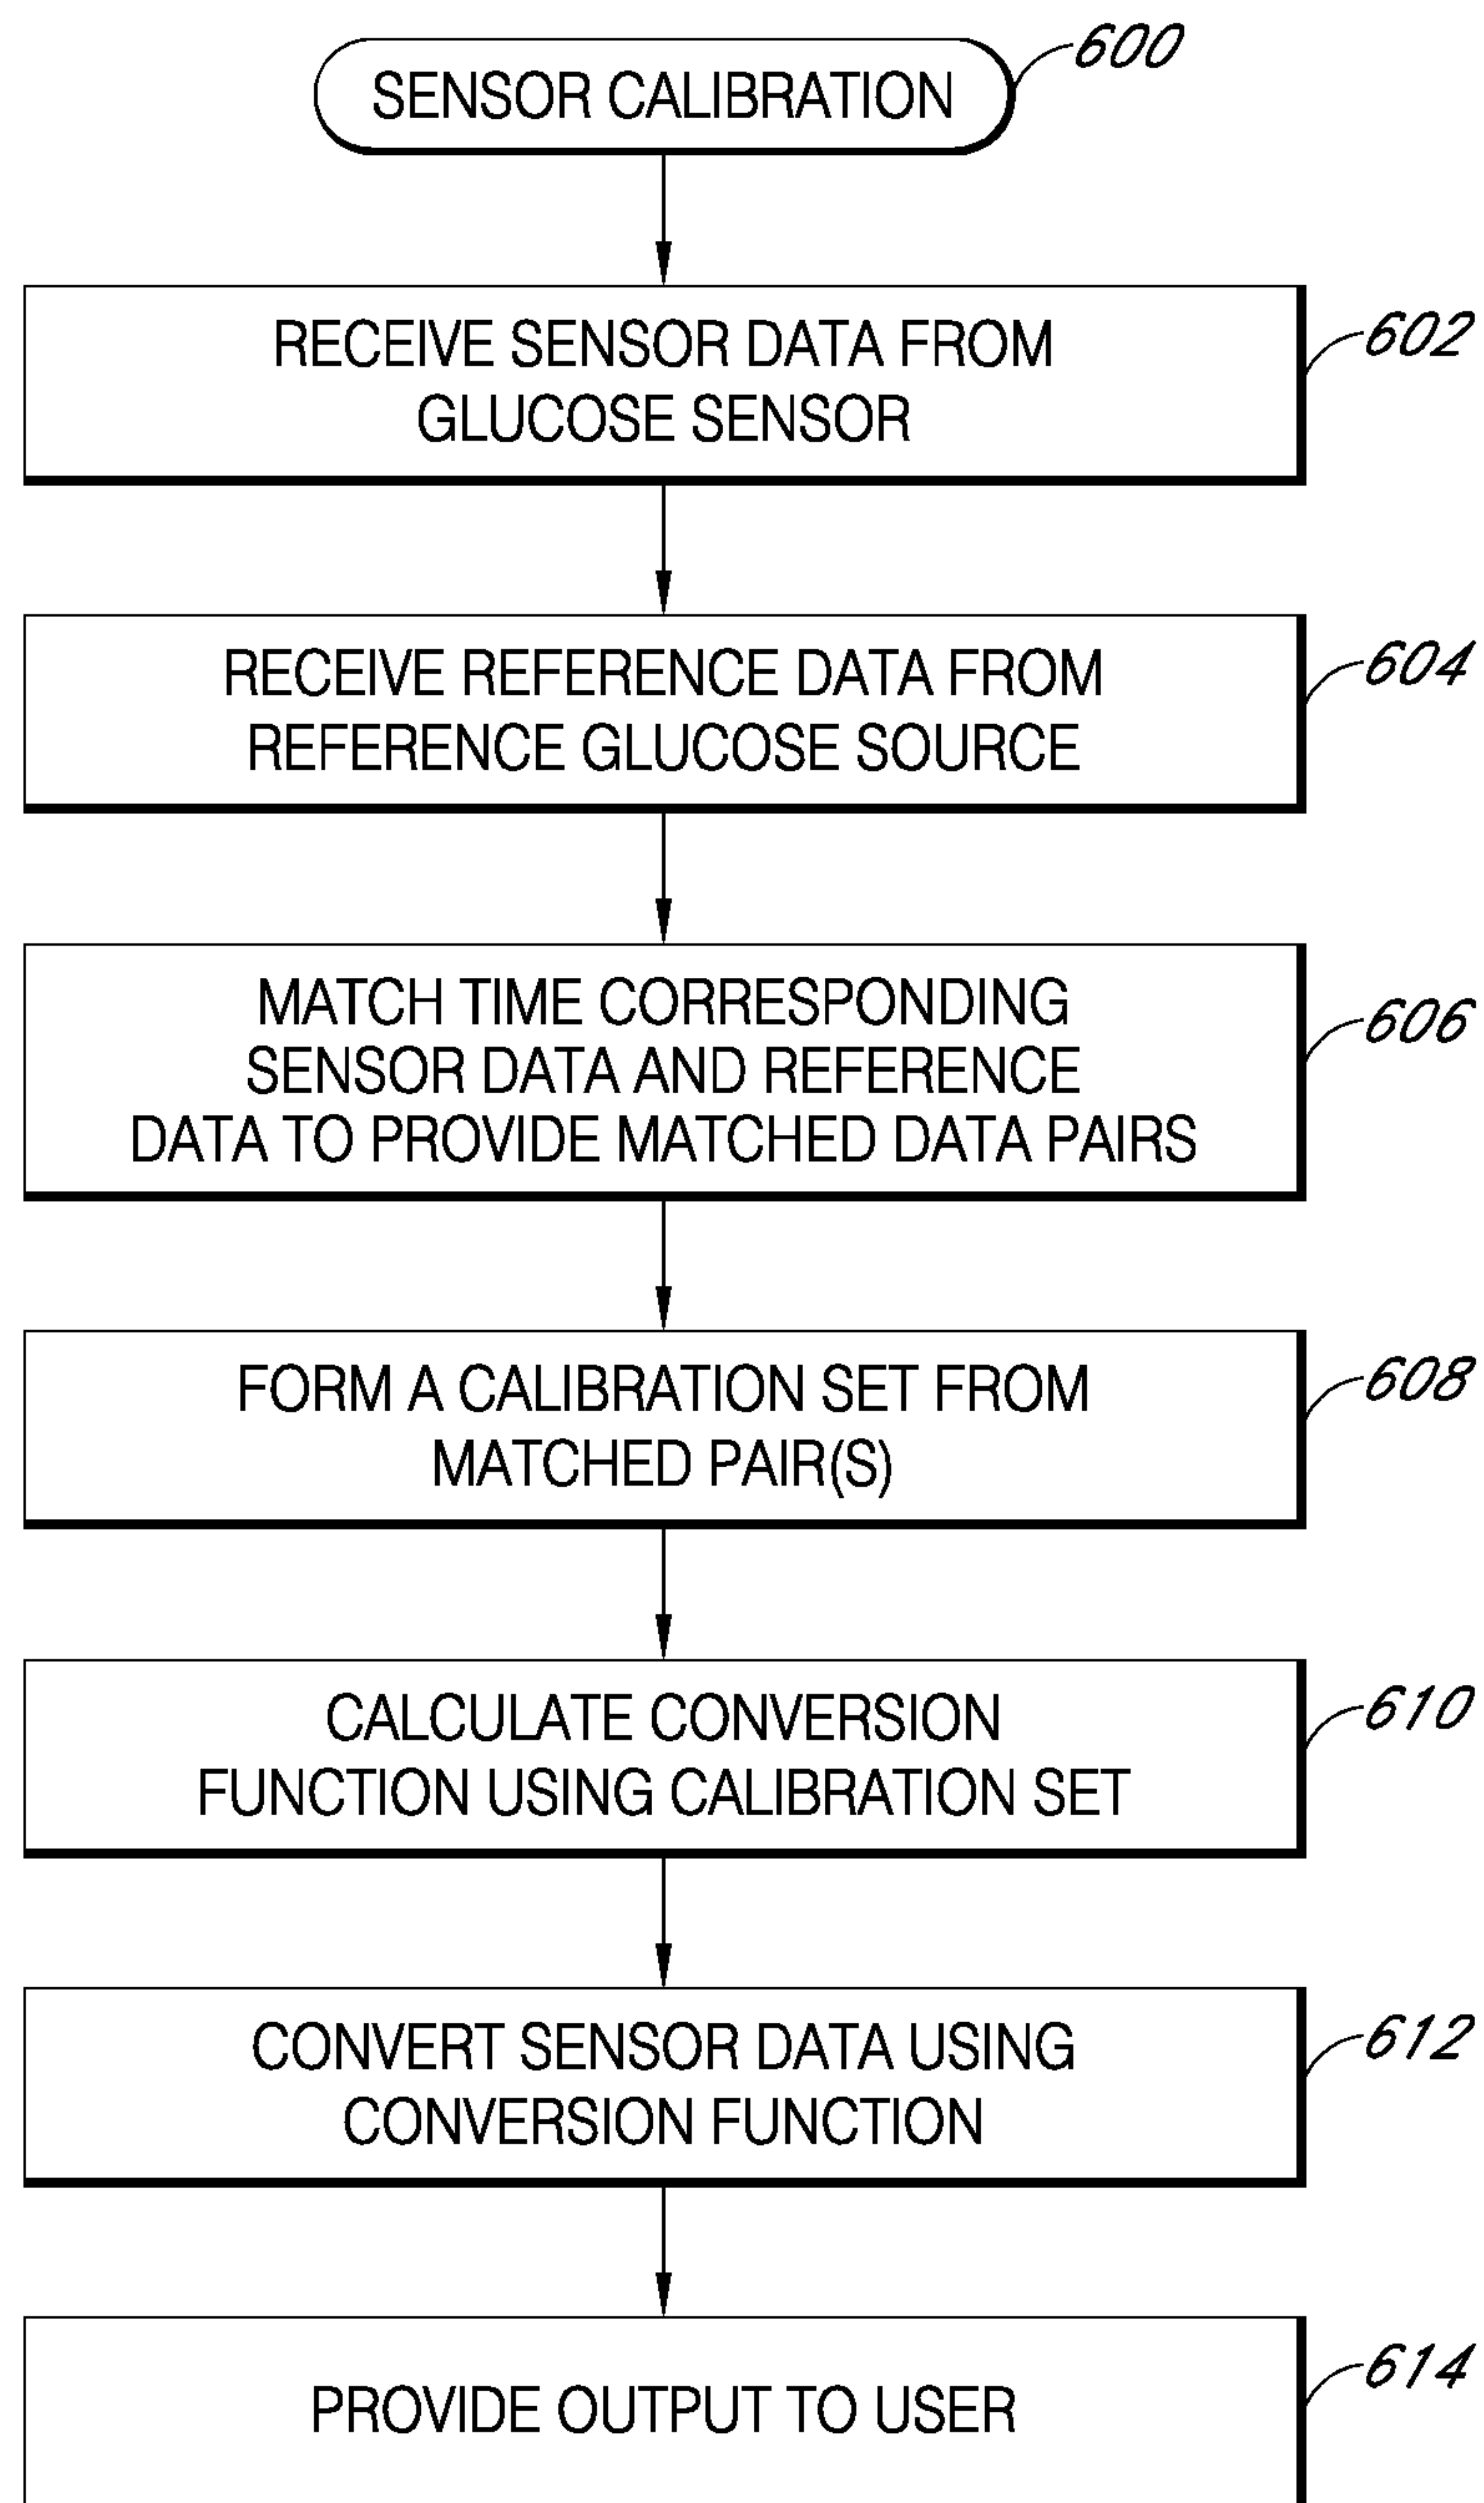 SENSOR CALIBRATION
600
RECEIVE SENSOR DATA FROM
GLUCOSE SENSOR
602
RECEIVE REFERENCE DATA FROM
REFERENCE GLUCOSE SOURCE
604
MATCH TIME CORRESPONDING
SENSOR DATA AND REFERENCE
DATA TO PROVIDE MATCHED DATA PAIRS
606
FORM A CALIBRATION SET FROM
MATCHED PAIR(S)
608
CALCULATE CONVERSION
FUNCTION USING CALIBRATION SET
610
CONVERT SENSOR DATA USING
CONVERSION FUNCTION
612
PROVIDE OUTPUT TO USER
614